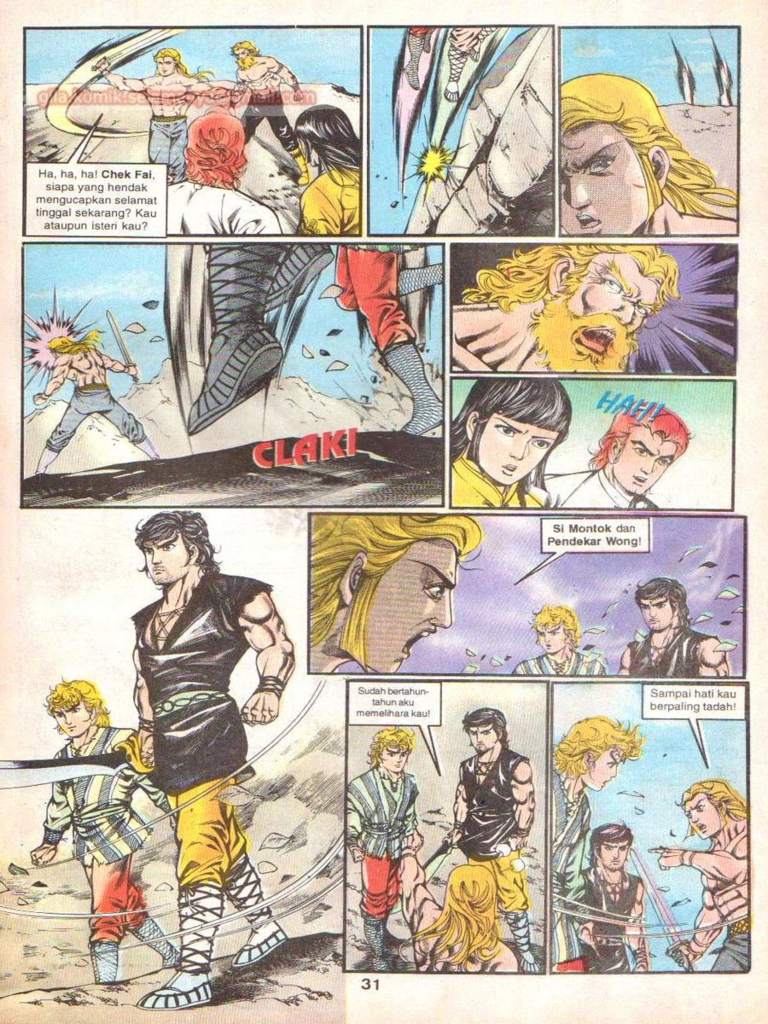 Ha, ha, ha! Chek Fai,
siapa yang hendak
mengucapkan selamat
tinggal sekarang? Kau
ataupun isteri kau?
CLAKI
HAH!
Si Montok dan
Pendekar Wong!
Sudah bertahun-
tahun aku
memelihara kau!
Sampai hati kau
berpaling tadah!
31